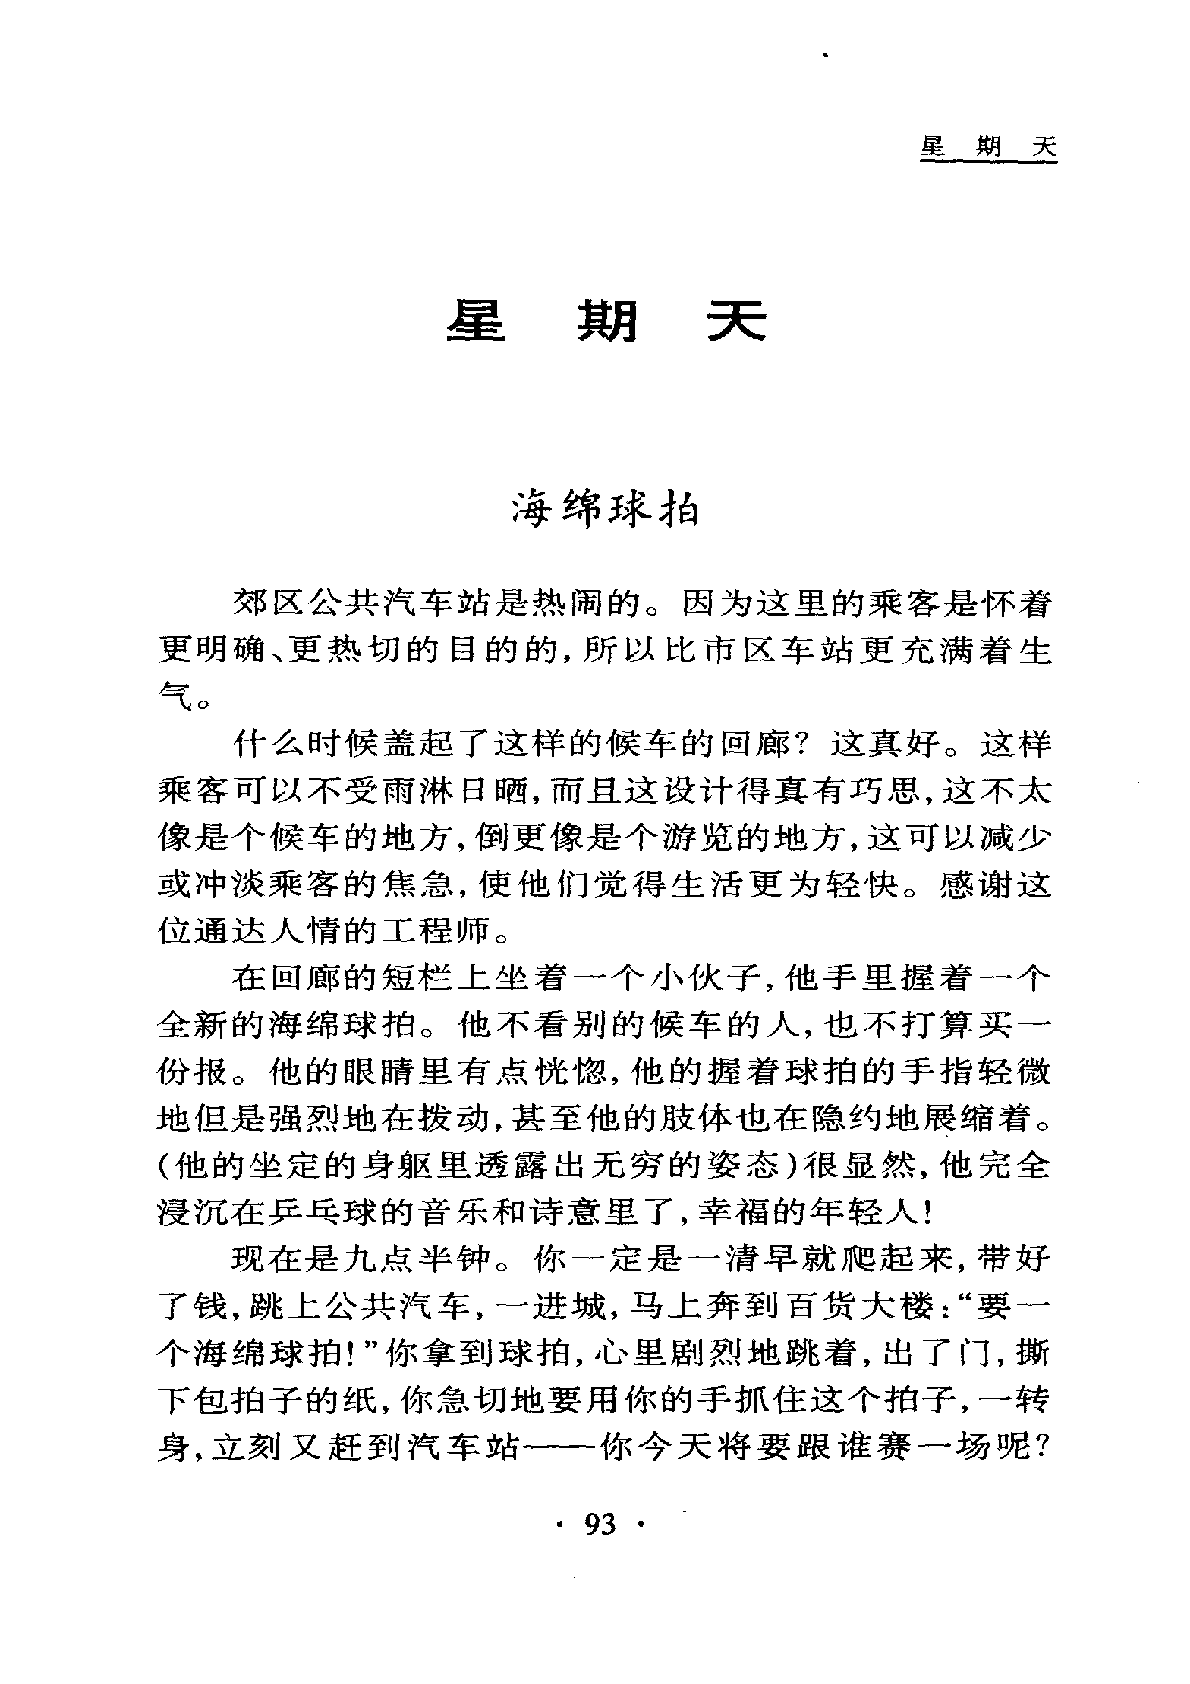 星 期 天
星 期 天
海绵球拍
郊区公共汽车站是热闹的。因为这里的乘客是怀着
更明确、更热切的目的的,所以比市区车站更充满着生
气。
什么时候盖起了这样的候车的回廊? 这真好。这样
乘客可以不受雨淋日晒,而且这设计得真有巧思,这不太
像是个候车的地方,倒更像是个游览的地方,这可以减少
或冲淡乘客的焦急,使他们觉得生活更为轻快。感谢这
位通达人情的工程师。
在回廊的短栏上坐着一个小伙子,他手里握着一个
全新的海绵球拍。他不看别的候车的人,也不打算买一
份报。他的眼睛里有点恍惚,他的握着球拍的手指轻微
地但是强烈地在拨动,甚至他的肢体也在隐约地展缩着。
(他的坐定的身躯里透露出无穷的姿态)很显然,他完全
浸沉在乒乓球的音乐和诗意里了,幸福的年轻人!
现在是九点半钟。你一定是一清早就爬起来,带好
了钱,跳上公共汽车,一进城,马上奔到百货大楼:“要一
个海绵球拍!”你拿到球拍,心里剧烈地跳着,出了门,撕
下包拍子的纸,你急切地要用你的手抓住这个拍子,一转
身,立刻又赶到汽车站——你今天将要跟谁赛一场呢?
· 93 ·